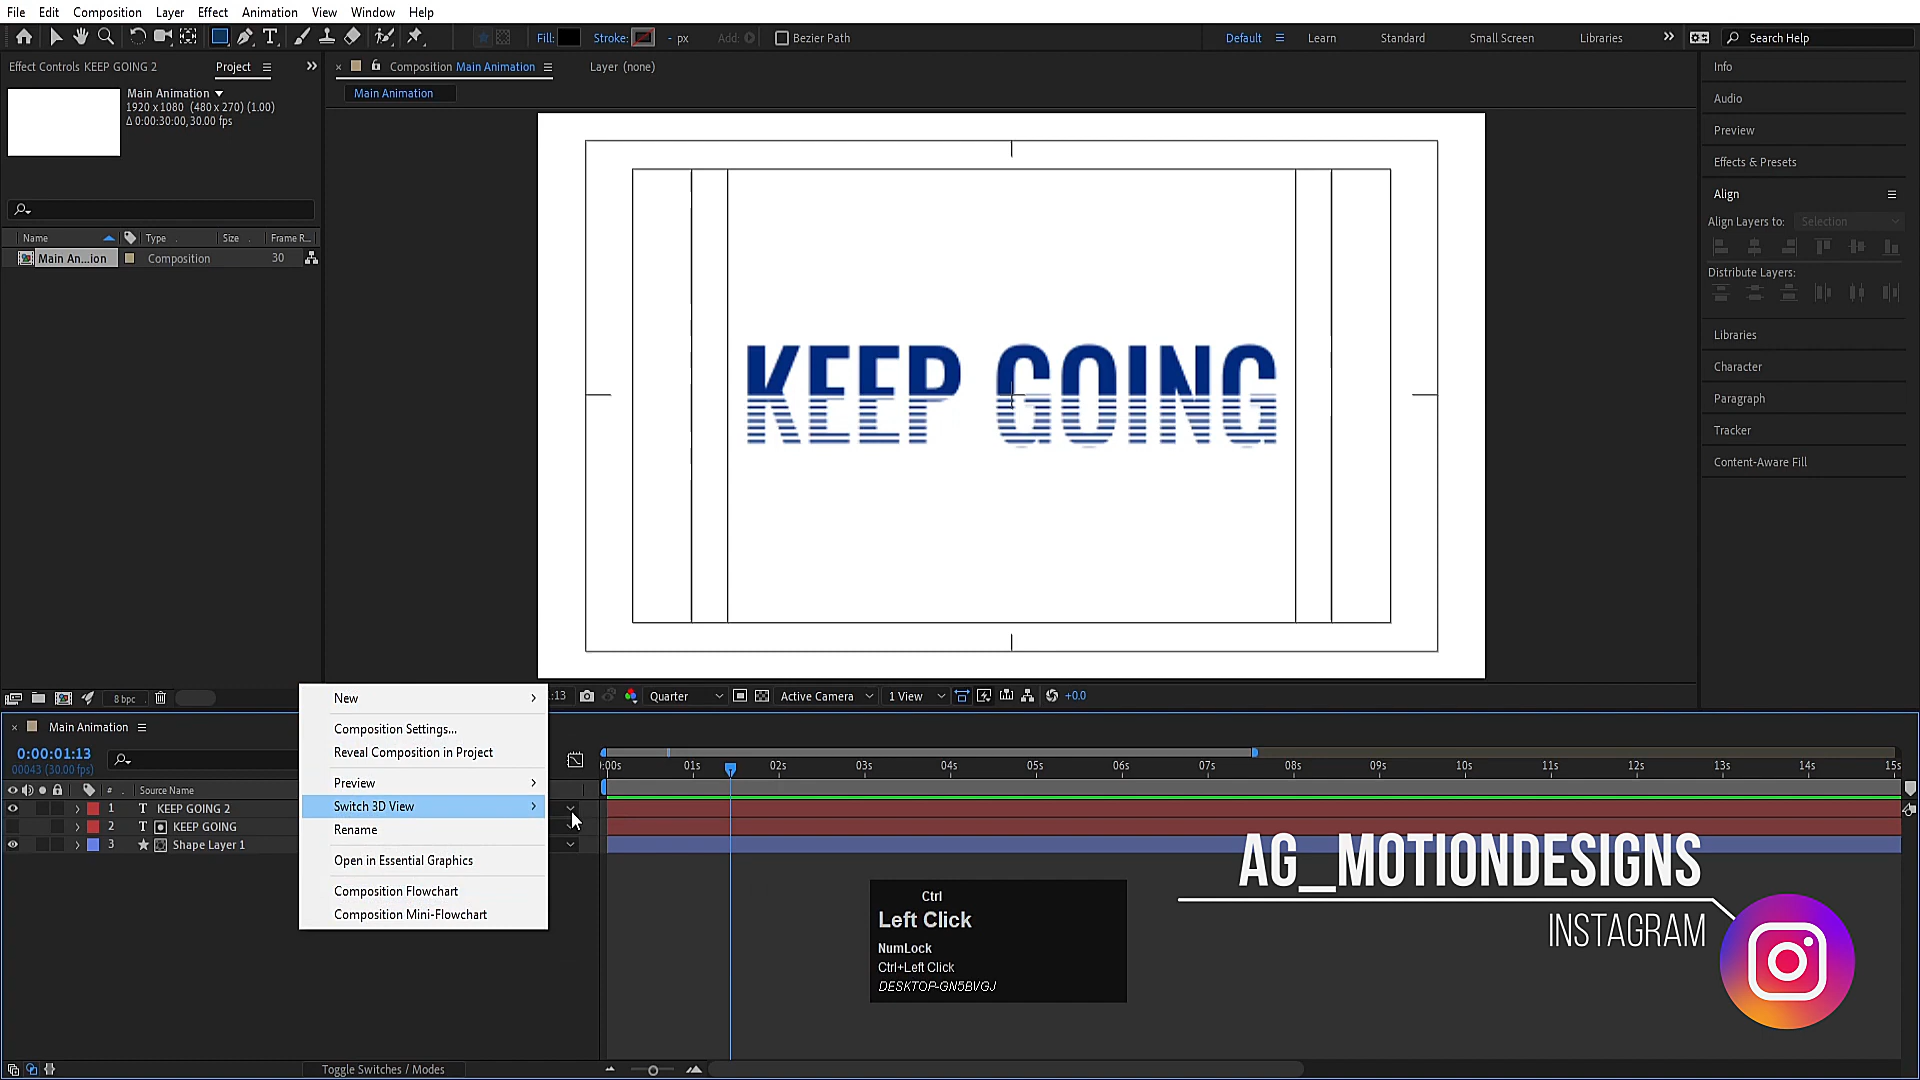 File Edit Composition Layer Effect Animation View Window Help
Fill: Stroke: - px Add: Bezier Path Default Learn Standard Small Screen Libraries Search Help
Effect Controls KEEP GOING 2 Project Composition Main Animation Layer (none)
Main Animation
Main Animation
1920 x 1080 (480 x 270) (1.00)
Δ 0:00:30:00, 30.00 fps
Name Type Size Frame R...
Main An...ion Composition 30
Info
Audio
Preview
Effects & Presets
Align
Align Layers to: Selection
Distribute Layers:
Libraries
Character
Paragraph
Tracker
Content-Aware Fill
KEEP GOING
8 bpc :13 Quarter Active Camera 1 View +0.0
Main Animation
0:00:01:13
00043 (30.00 fps)
# Source Name
1 T KEEP GOING 2
2 T KEEP GOING
3 Shape Layer 1
New
Composition Settings...
Reveal Composition in Project
Preview
Switch 3D View
Rename
Open in Essential Graphics
Composition Flowchart
Composition Mini-Flowchart
:00s 01s 02s 03s 04s 05s 06s 07s 08s 09s 10s 11s 12s 13s 14s 15s
AG_MOTIONDESIGNS
INSTAGRAM
Ctrl
Left Click
NumLock
Ctrl+Left Click
DESKTOP-GN5BVGJ
Toggle Switches / Modes